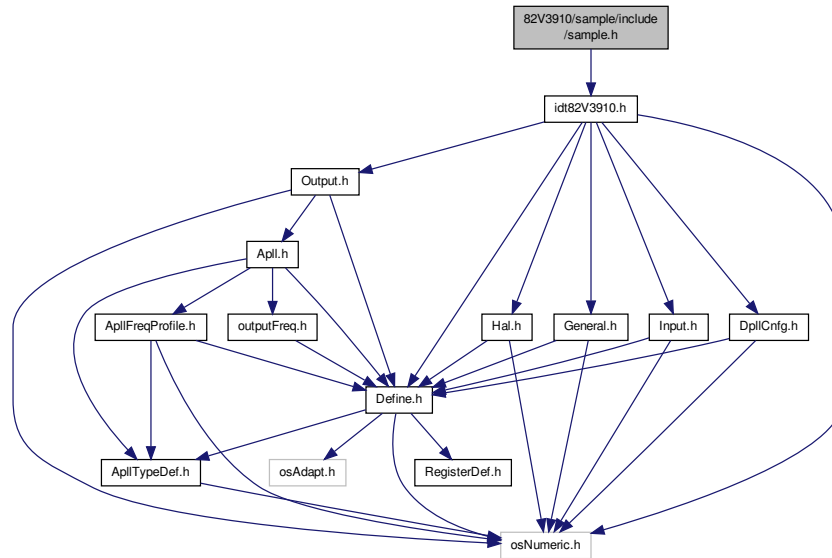 82V3910/sample/include
/sample.h
idt82V3910.h
Output.h
Apll.h
ApllFreqProfile.h
outputFreq.h
Hal.h
General.h
Input.h
DpllCnfg.h
Define.h
ApllTypeDef.h
osAdapt.h
RegisterDef.h
osNumeric.h